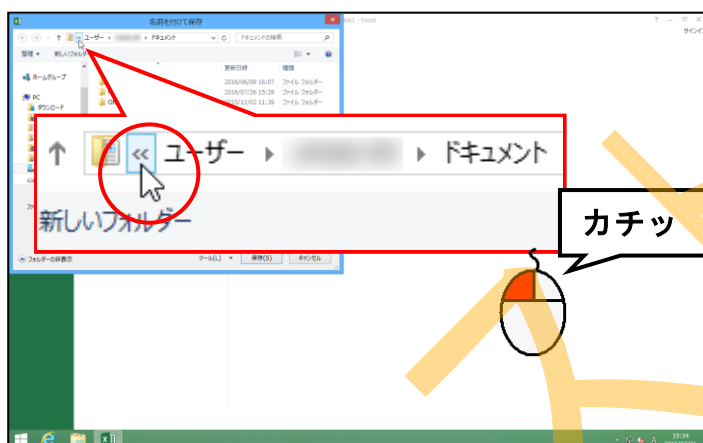 名前を付けて保存
Book1 - Excel
サインイン
ユーザー ▸ ▸ ドキュメント
ドキュメントの検索
整理 新しいフォルダー
更新日時 種類
ホームグループ
2016/06/09 16:07 ファイル フォルダー
2016/07/26 15:28 ファイル フォルダー
2015/12/02 11:39 ファイル フォルダー
PC
ダウンロード
« ユーザー ▸ ▸ ドキュメント
新しいフォルダー
カチッ
フォルダーの非表示
ツール(L) 保存(S) キャンセル
A 15:34